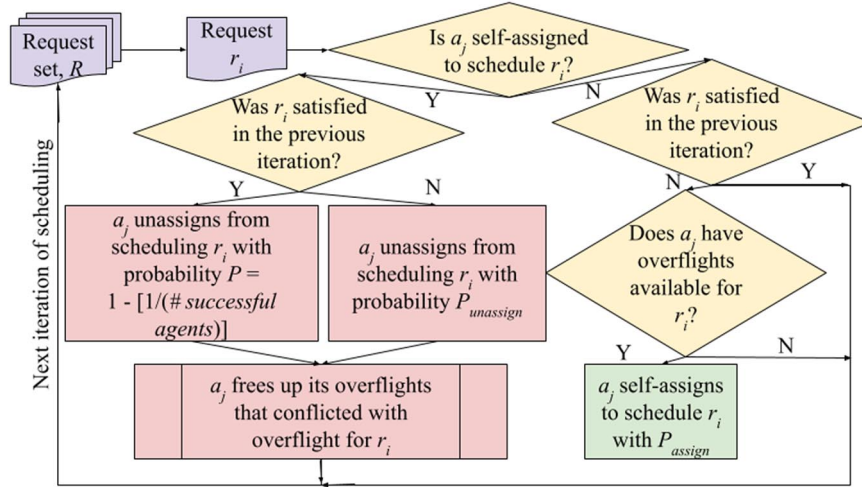 Request
set, R
Request
r_i
Is a_j self-assigned
to schedule r_i?
Y
N
Was r_i satisfied
in the previous
iteration?
Was r_i satisfied
in the previous
iteration?
Y
N
N
Y
a_j unassigns from
scheduling r_i with
probability P =
1 - [1/(# successful
agents)]
a_j unassigns from
scheduling r_i with
probability P_unassign
Does a_j have
overflights
available for
r_i?
Y
N
a_j frees up its overflights
that conflicted with
overflight for r_i
a_j self-assigns
to schedule r_i
with P_assign
Next iteration of scheduling